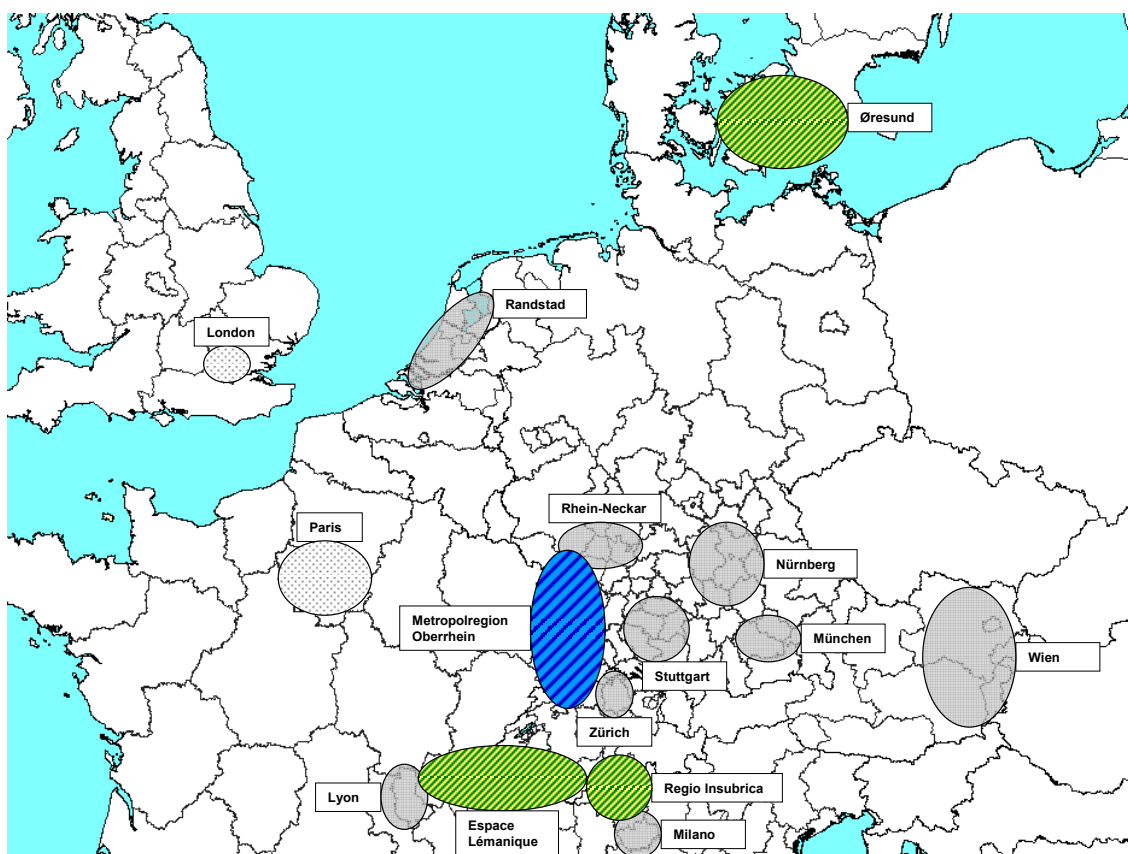 Øresund
Randstad
London
Rhein-Neckar
Paris
Nürnberg
Metropolregion
Oberrhein
München
Wien
Stuttgart
Zürich
Lyon
Regio Insubrica
Espace
Lémanique
Milano